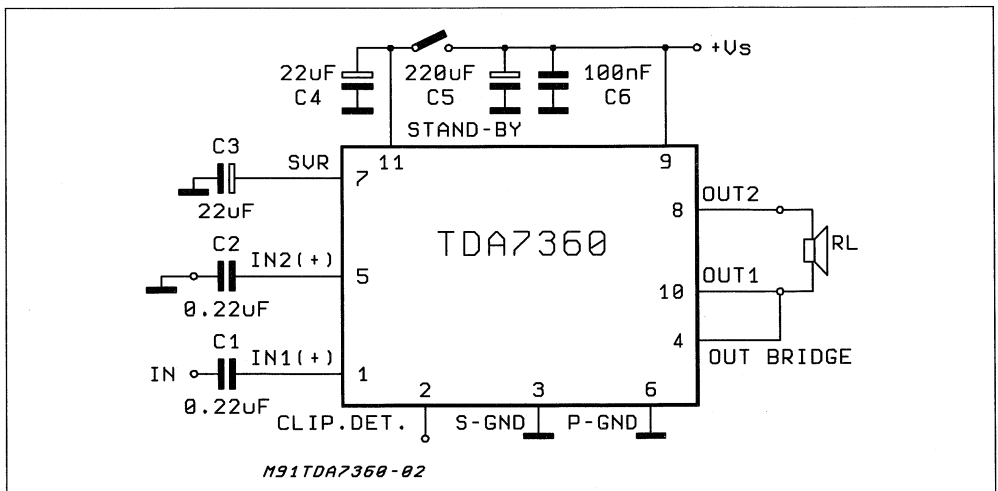 +Vs
22uF
220uF
100nF
C4
C5
C6
STAND-BY
C3
SVR
11
9
7
22uF
OUT2
8
TDA7360
RL
C2
IN2(+)
5
OUT1
10
0.22uF
C1
IN1(+)
4
OUT BRIDGE
IN
1
0.22uF
2
3
6
CLIP.DET.
S-GND
P-GND
M91TDA7360-02